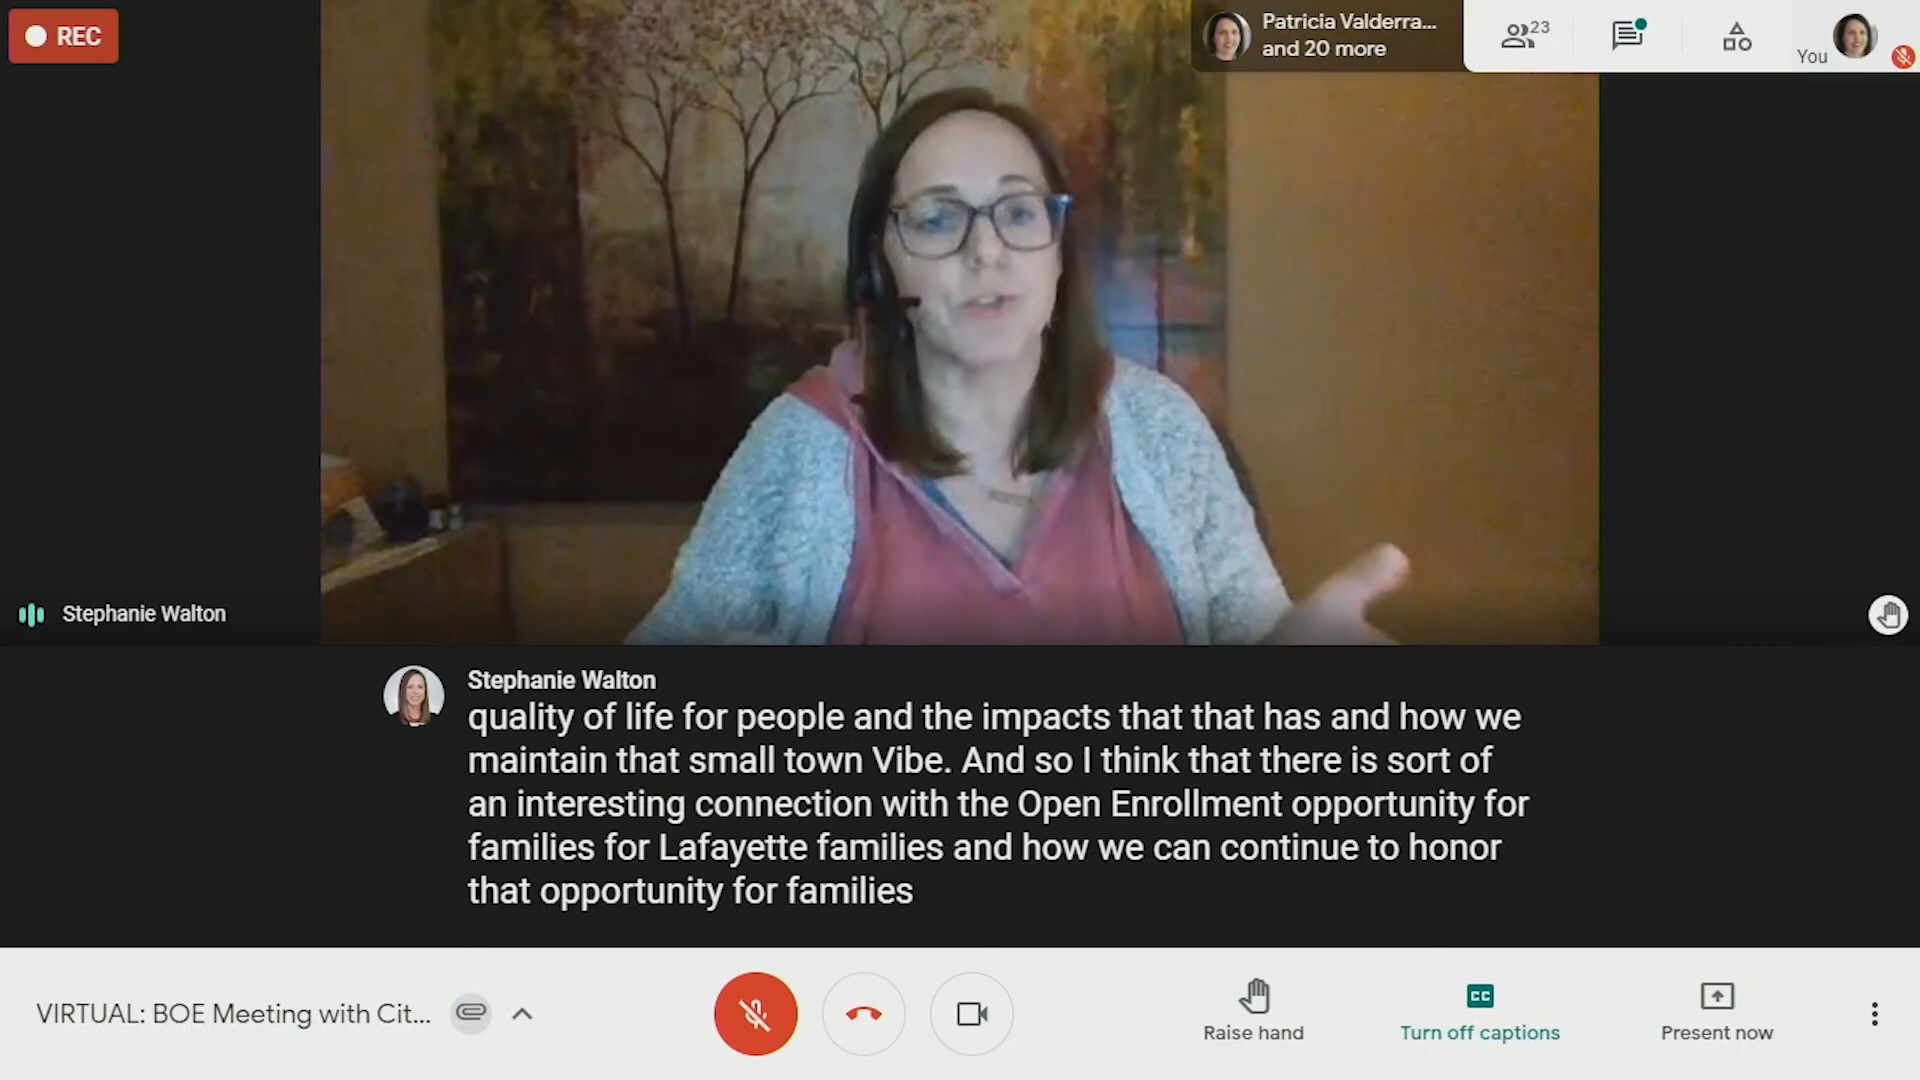 REC
Patricia Valderra...
and 20 more
23
You
Stephanie Walton
Stephanie Walton
quality of life for people and the impacts that that has and how we
maintain that small town Vibe. And so I think that there is sort of
an interesting connection with the Open Enrollment opportunity for
families for Lafayette families and how we can continue to honor
that opportunity for families
VIRTUAL: BOE Meeting with Cit...
Raise hand
CC
Turn off captions
Present now